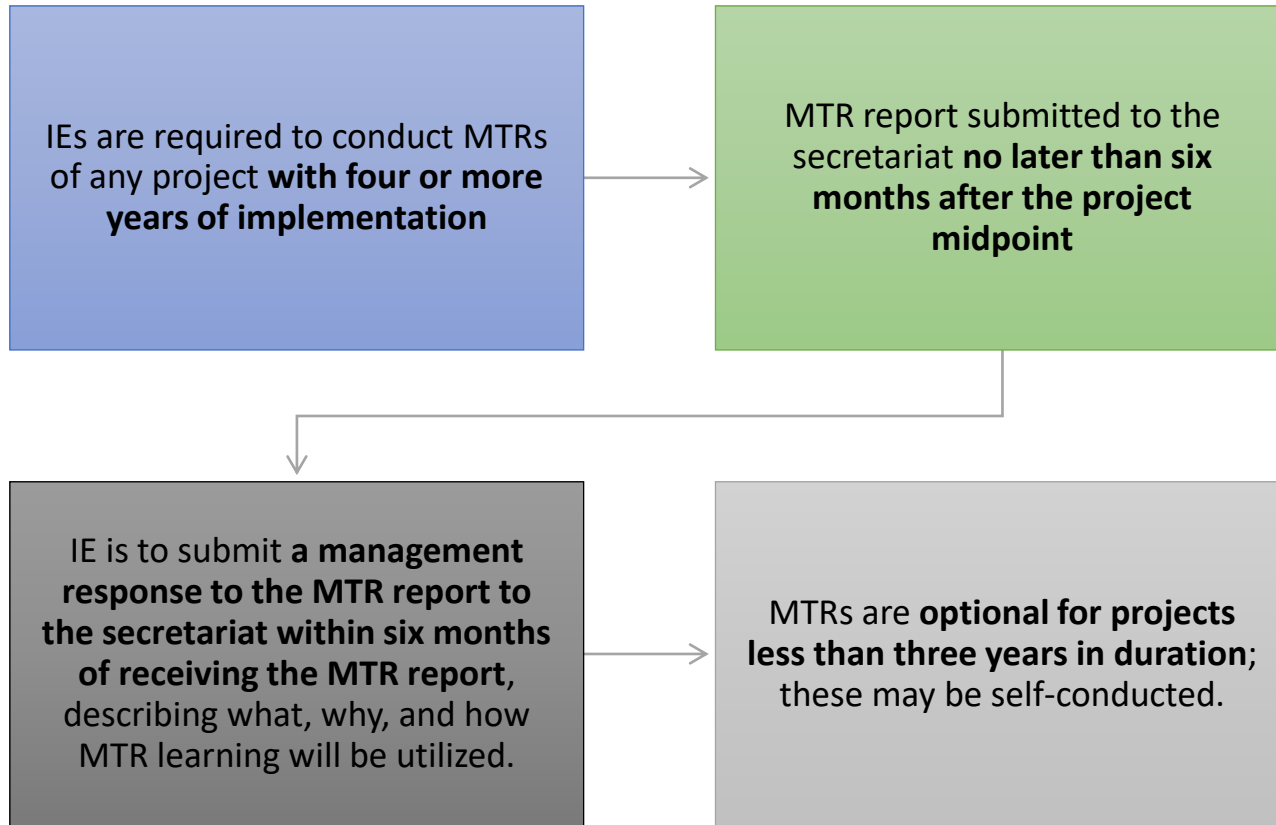 IEs are required to conduct MTRs
of any project with four or more
years of implementation
MTR report submitted to the
secretariat no later than six
months after the project
midpoint
IE is to submit a management
response to the MTR report to
the secretariat within six months
of receiving the MTR report,
describing what, why, and how
MTR learning will be utilized.
MTRs are optional for projects
less than three years in duration;
these may be self-conducted.